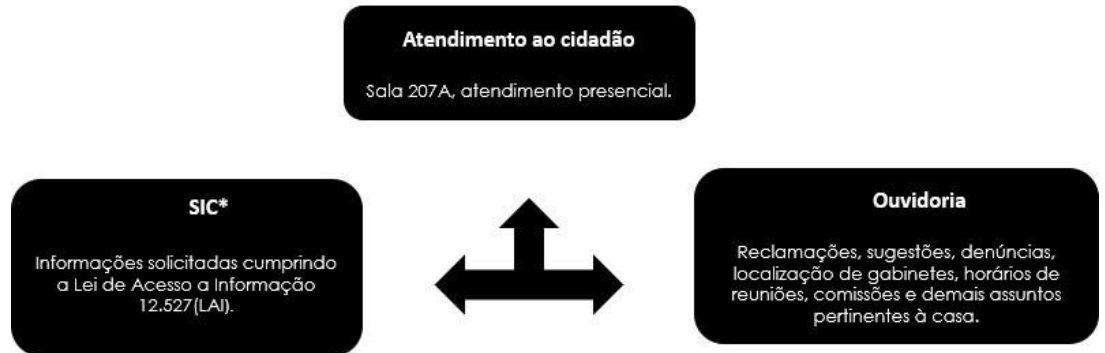 Atendimento ao cidadão
Sala 207A, atendimento presencial.
SIC*
Informações solicitadas cumprindo
a Lei de Acesso a Informação
12.527(LAI).
Ouvidoria
Reclamações, sugestões, denúncias,
localização de gabinetes, horários de
reuniões, comissões e demais assuntos
pertinentes à casa.